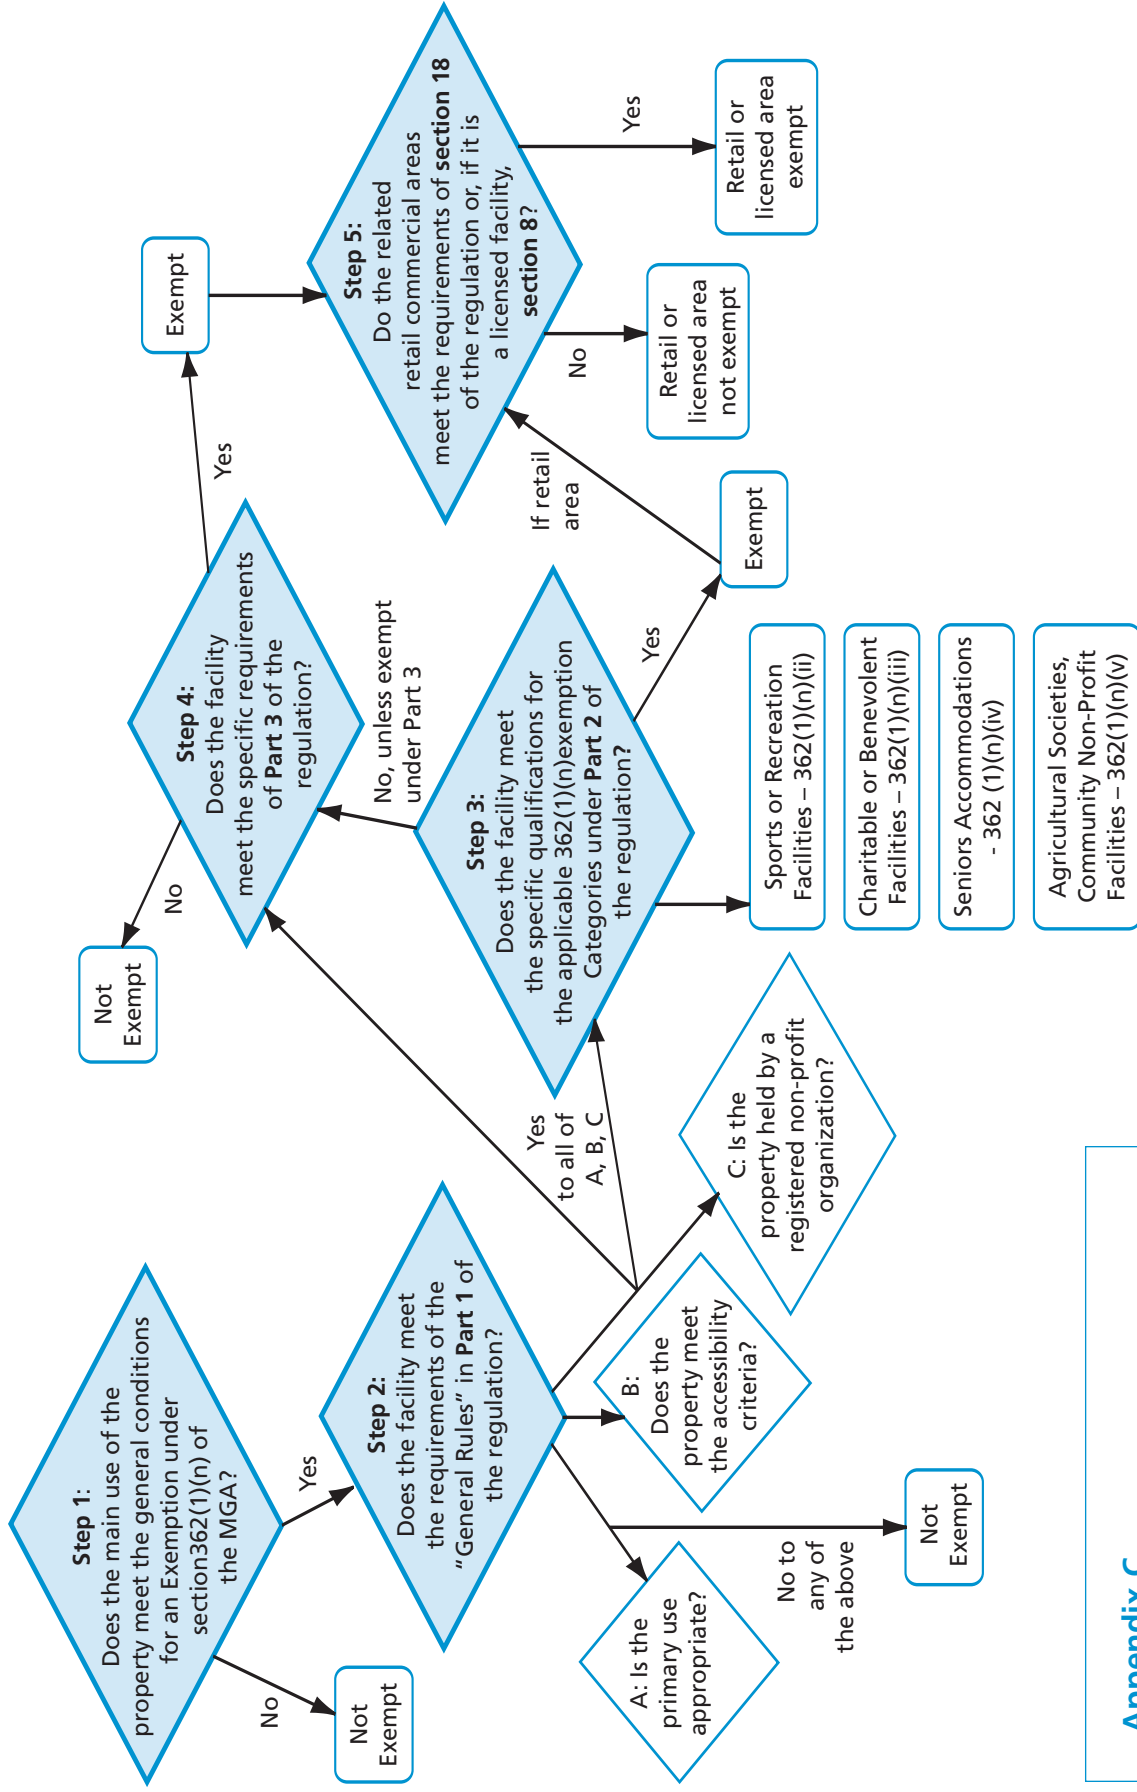 Step 1:
Does the main use of the
property meet the general conditions
for an Exemption under
section362(1)(n) of
the MGA?
No
Not
Exempt
Yes
Step 2:
Does the facility meet
the requirements of the
“General Rules” in Part 1 of
the regulation?
A: Is the
primary use
appropriate?
B:
Does the
property meet
the accessibility
criteria?
C: Is the
property held by a
registered non-profit
organization?
No to
any of
the above
Not
Exempt
Yes
to all of
A, B, C
Step 3:
Does the facility meet
the specific qualifications for
the applicable 362(1)(n)exemption
Categories under Part 2 of
the regulation?
Sports or Recreation
Facilities – 362(1)(n)(ii)
Charitable or Benevolent
Facilities – 362(1)(n)(iii)
Seniors Accommodations
- 362 (1)(n)(iv)
Agricultural Societies,
Community Non-Profit
Facilities – 362(1)(n)(v)
No, unless exempt
under Part 3
Yes
Exempt
If retail
area
Step 4:
Does the facility
meet the specific requirements
of Part 3 of the
regulation?
No
Not
Exempt
Yes
Exempt
Step 5:
Do the related
retail commercial areas
meet the requirements of section 18
of the regulation or, if it is
a licensed facility,
section 8?
No
Retail or
licensed area
not exempt
Yes
Retail or
licensed area
exempt
Appendix C